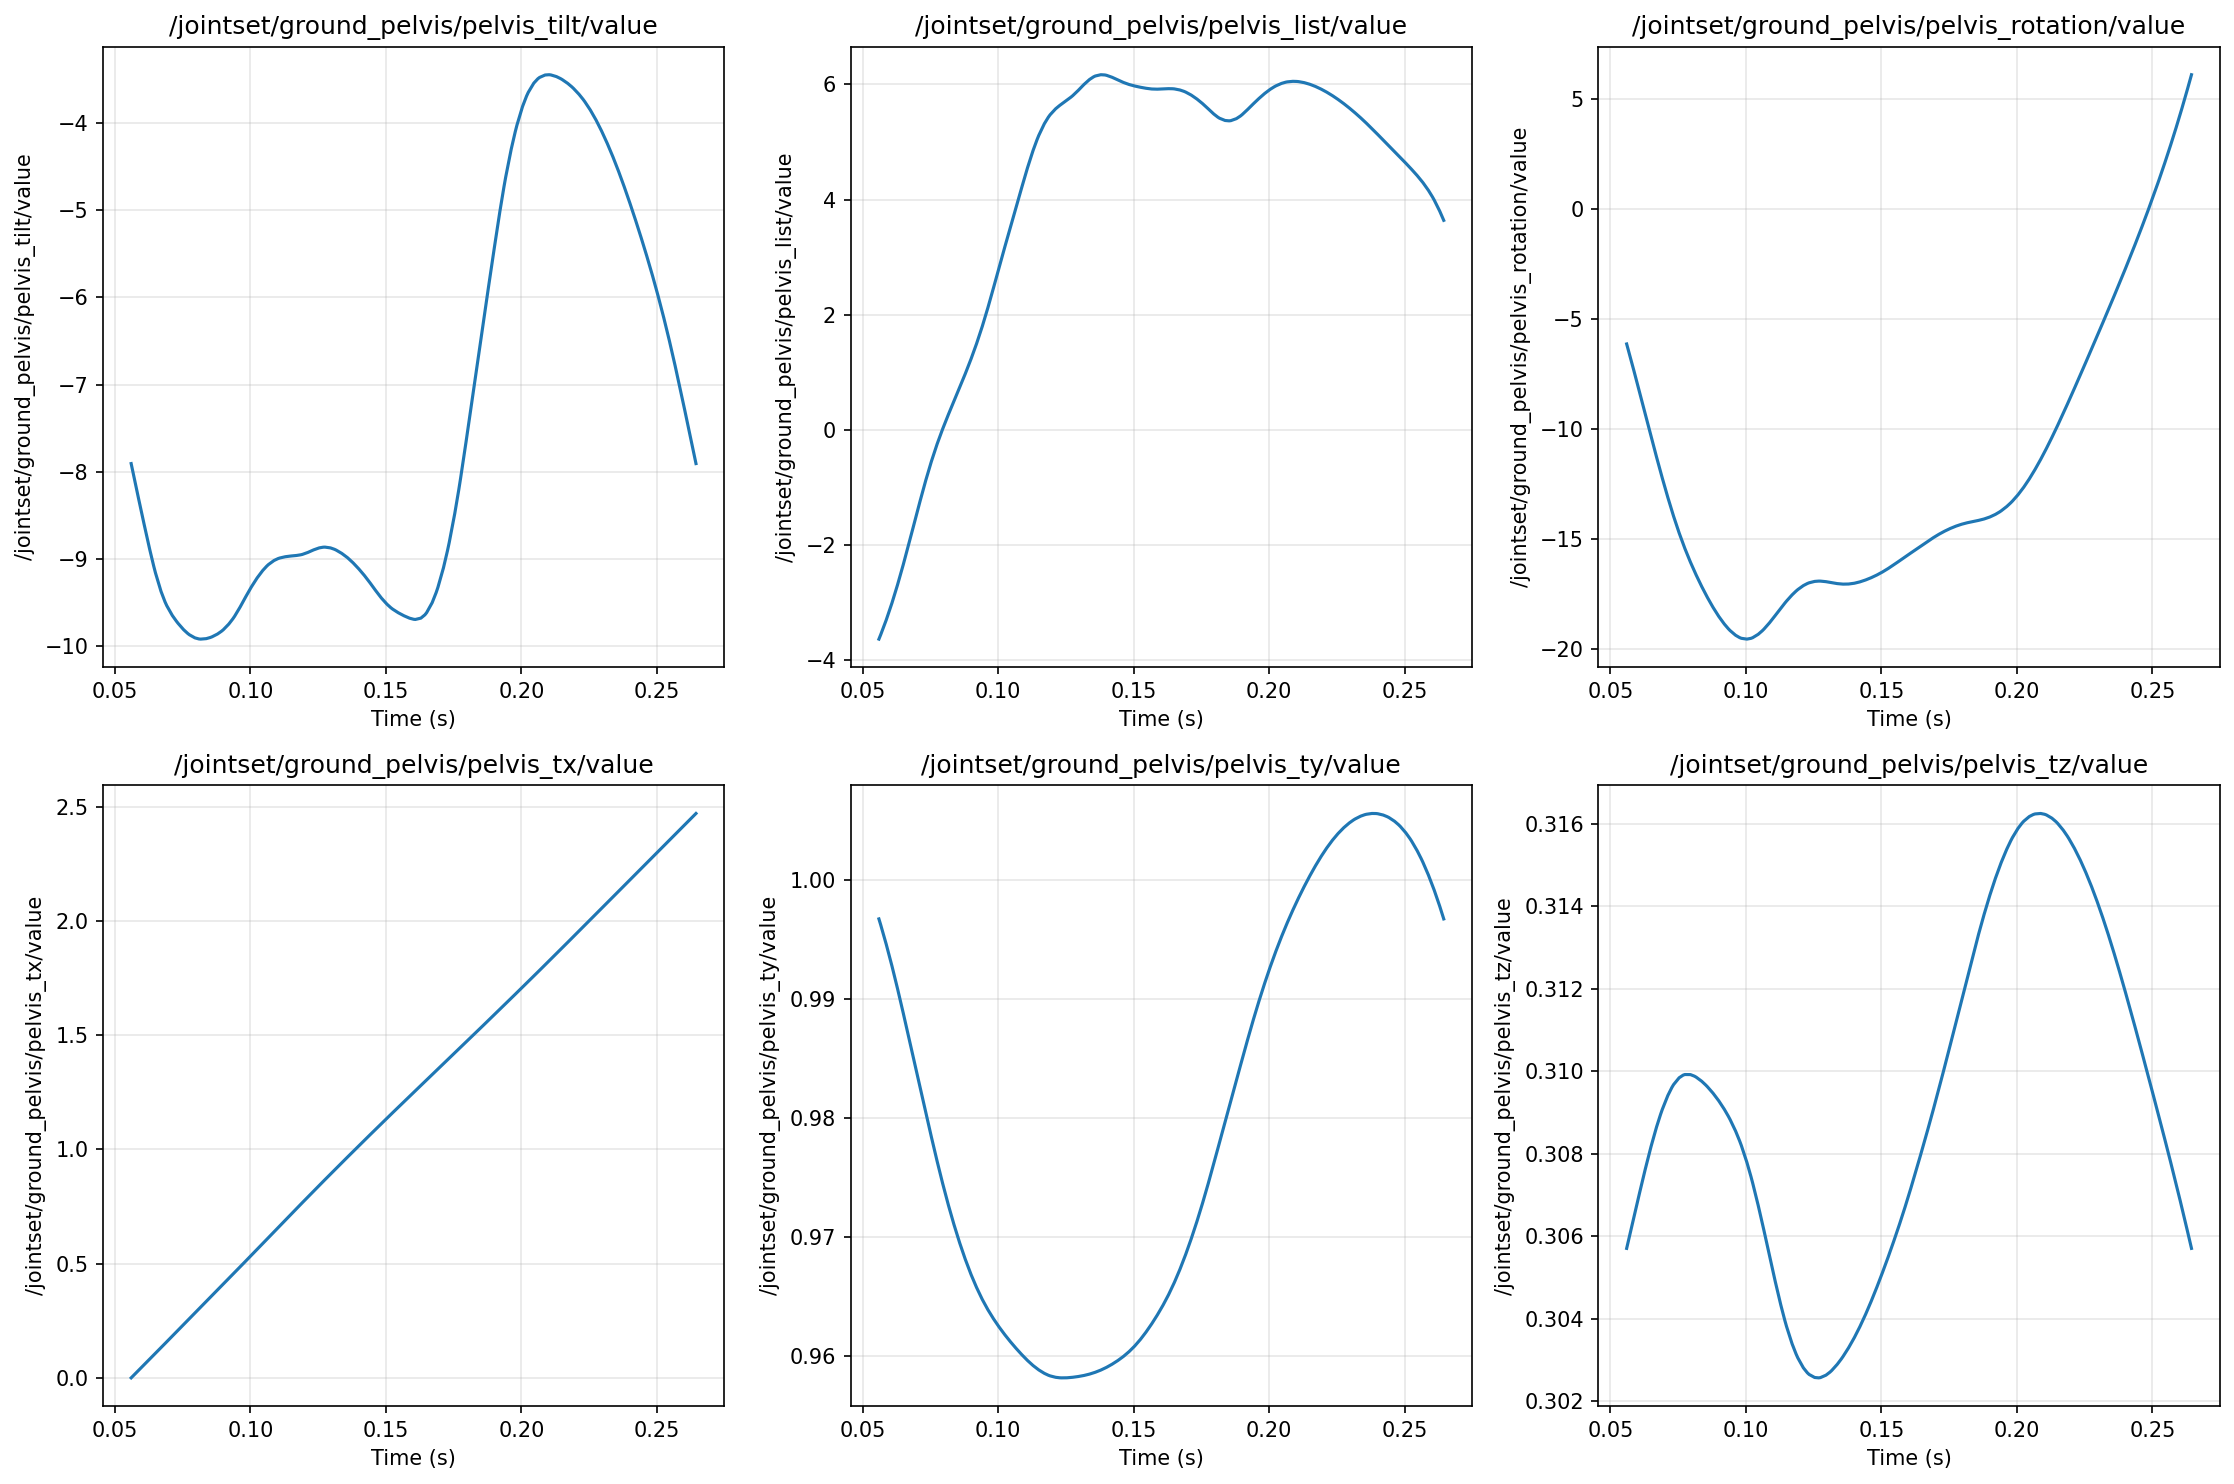 /jointset/ground_pelvis/pelvis_tilt/value
/jointset/ground_pelvis/pelvis_tilt/value
−4
−5
−6
−7
−8
−9
−10
0.05 0.10 0.15 0.20 0.25
Time (s)
/jointset/ground_pelvis/pelvis_list/value
/jointset/ground_pelvis/pelvis_list/value
6
4
2
0
−2
−4
0.05 0.10 0.15 0.20 0.25
Time (s)
/jointset/ground_pelvis/pelvis_rotation/value
/jointset/ground_pelvis/pelvis_rotation/value
5
0
−5
−10
−15
−20
0.05 0.10 0.15 0.20 0.25
Time (s)
/jointset/ground_pelvis/pelvis_tx/value
/jointset/ground_pelvis/pelvis_tx/value
2.5
2.0
1.5
1.0
0.5
0.0
0.05 0.10 0.15 0.20 0.25
Time (s)
/jointset/ground_pelvis/pelvis_ty/value
/jointset/ground_pelvis/pelvis_ty/value
1.00
0.99
0.98
0.97
0.96
0.05 0.10 0.15 0.20 0.25
Time (s)
/jointset/ground_pelvis/pelvis_tz/value
/jointset/ground_pelvis/pelvis_tz/value
0.316
0.314
0.312
0.310
0.308
0.306
0.304
0.302
0.05 0.10 0.15 0.20 0.25
Time (s)